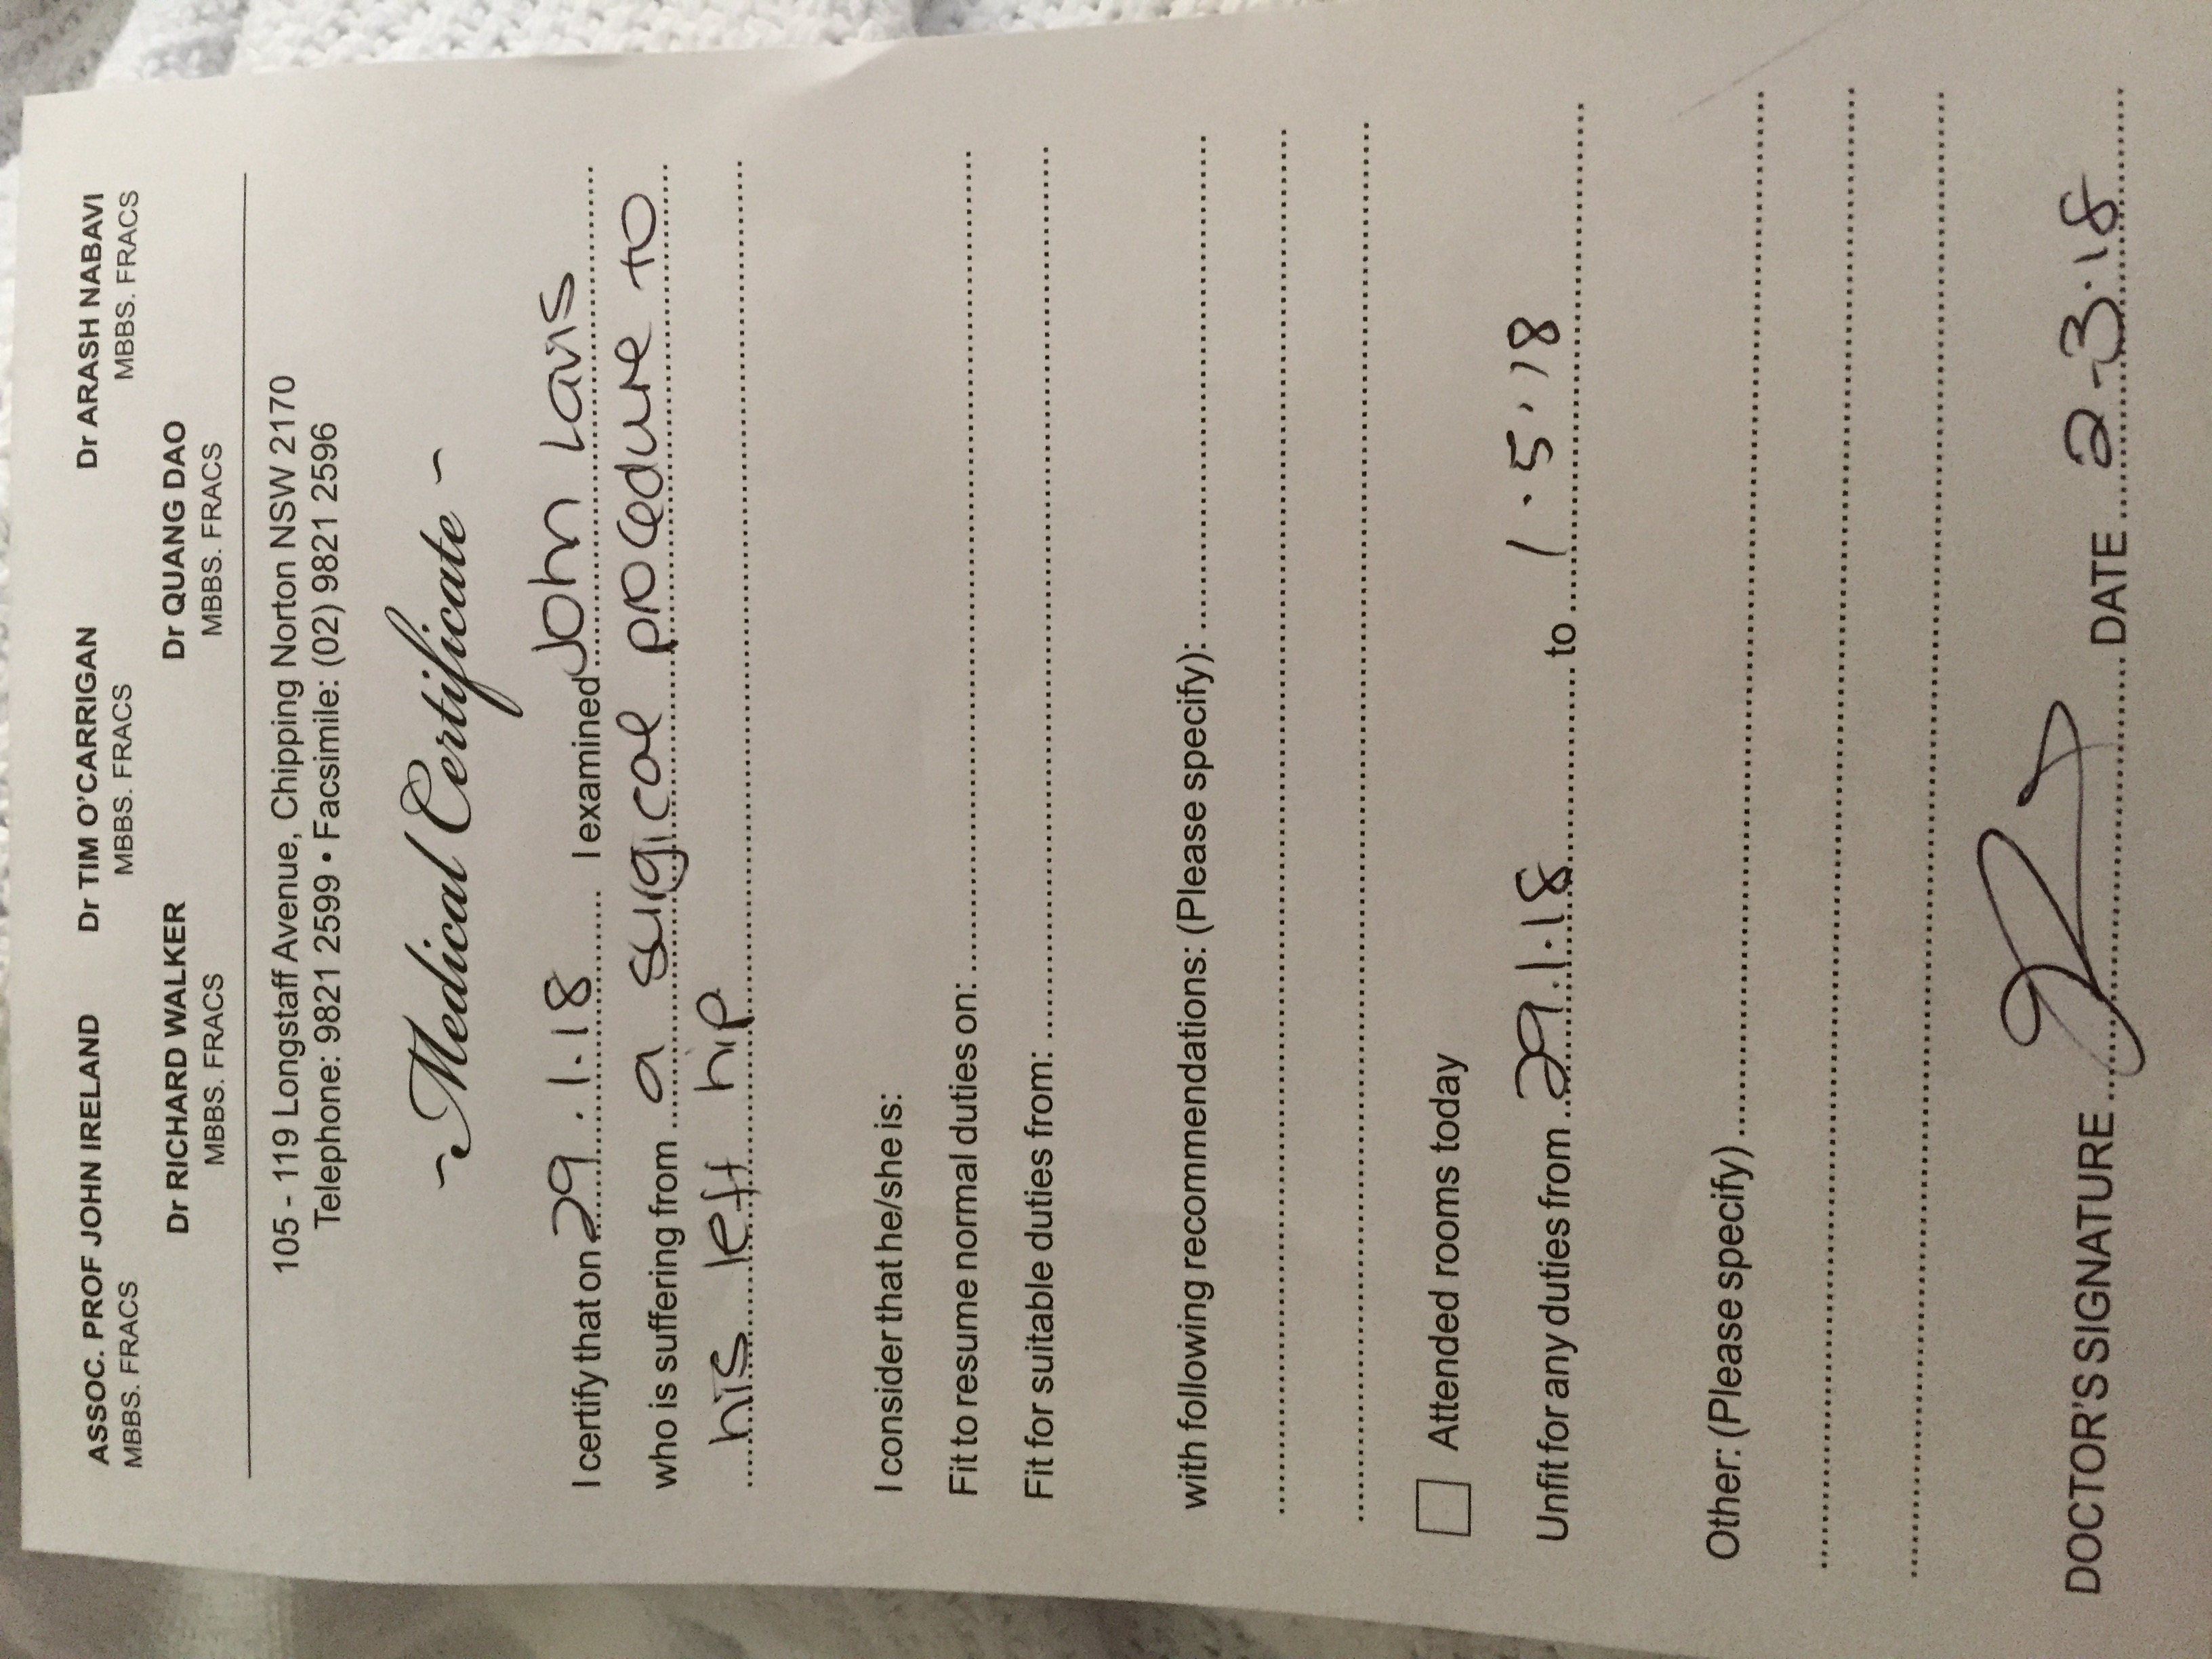 ASSOC. PROF JOHN IRELAND Dr TIM O'CARRIGAN Dr ARASH NABAVI
MBBS. FRACS MBBS. FRACS MBBS. FRACS
Dr RICHARD WALKER Dr QUANG DAO
MBBS. FRACS MBBS. FRACS
105 - 119 Longstaff Avenue, Chipping Norton NSW 2170
Telephone: 9821 2599 • Facsimile: (02) 9821 2596
~ Medical Certificate ~
I certify that on 29.1.18 I examined John Lavis
who is suffering from a surgical procedure to
his left hip
I consider that he/she is:
Fit to resume normal duties on:
Fit for suitable duties from:
with following recommendations: (Please specify):
Attended rooms today
Unfit for any duties from 29.1.18 to 1.5.18
Other: (Please specify)
DOCTOR'S SIGNATURE DATE 2-3.18